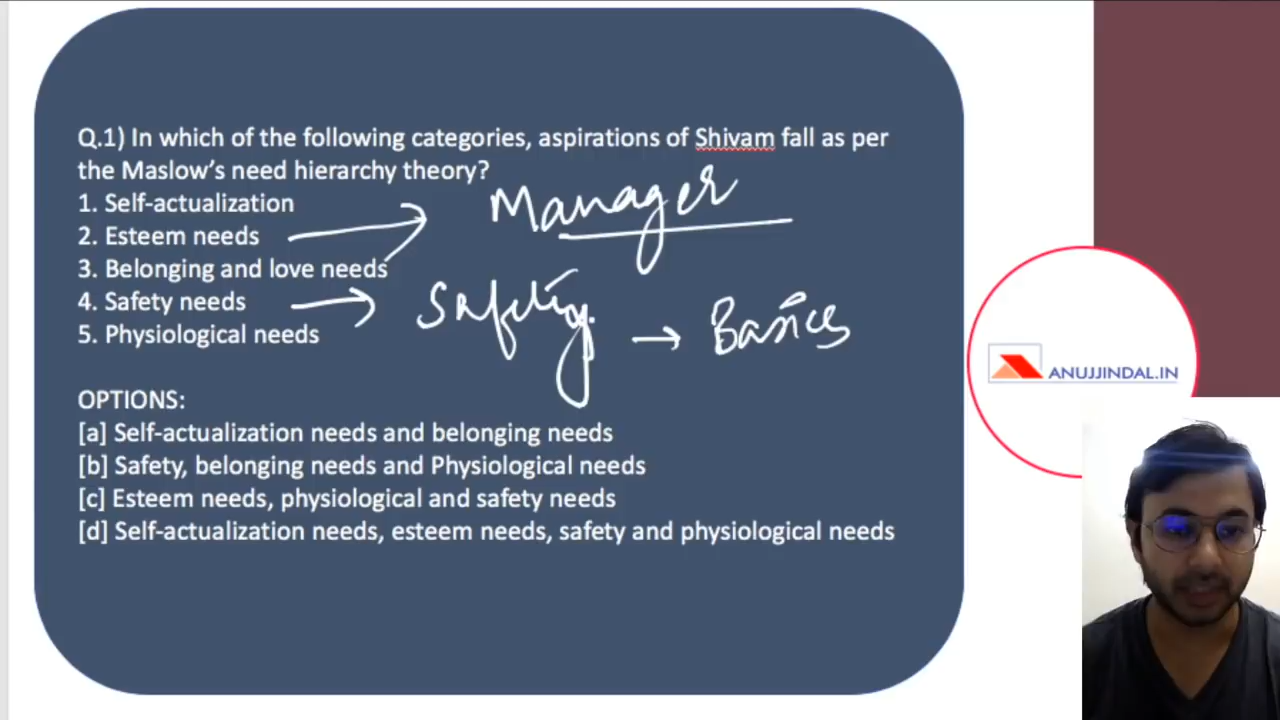 Q.1) In which of the following categories, aspirations of Shivam fall as per
the Maslow's need hierarchy theory?
1. Self-actualization
Manager
2. Esteem needs
3. Belonging and love needs
4. Safety needs
Safety
5. Physiological needs
Basics
OPTIONS:
ANUJJINDAL.IN
[a] Self-actualization needs and belonging needs
[b] Safety, belonging needs and Physiological needs
[c] Esteem needs, physiological and safety needs
[d] Self-actualization needs, esteem needs, safety and physiological needs